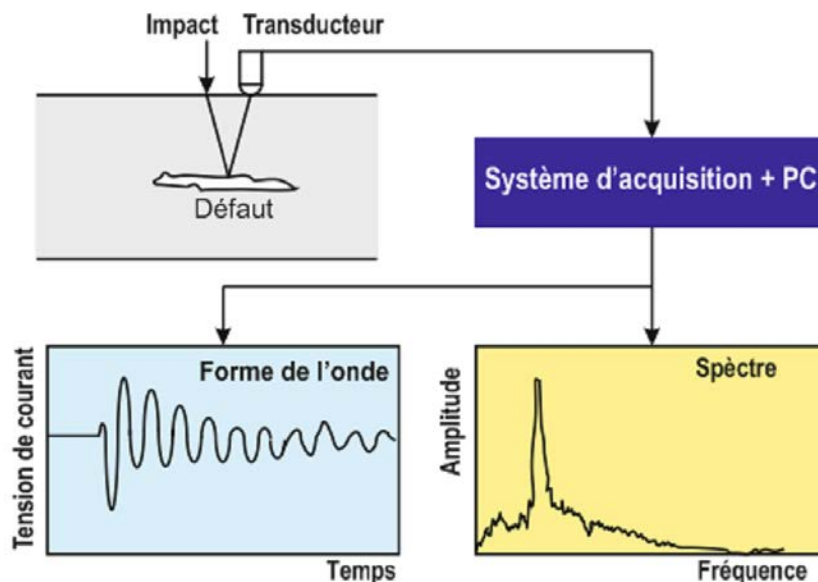 Impact Transducteur
Système d'acquisition + PC
Défaut
Tension de courant
Forme de l'onde
Temps
Amplitude
Spèctre
Fréquence